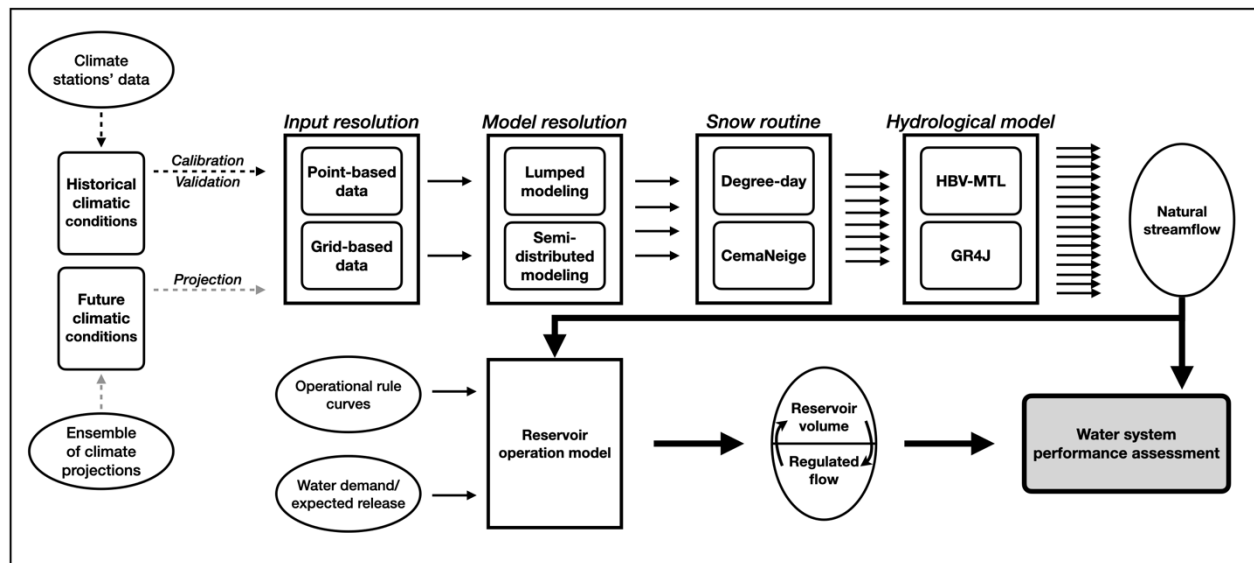 Climate
stations’ data
Historical
climatic
conditions
Future
climatic
conditions
Ensemble
of climate
projections
Calibration
Validation
Projection
Input resolution
Point-based
data
Grid-based
data
Model resolution
Lumped
modeling
Semi-
distributed
modeling
Snow routine
Degree-day
CemaNeige
Hydrological model
HBV-MTL
GR4J
Natural
streamflow
Operational rule
curves
Water demand/
expected release
Reservoir
operation model
Reservoir
volume
Regulated
flow
Water system
performance assessment